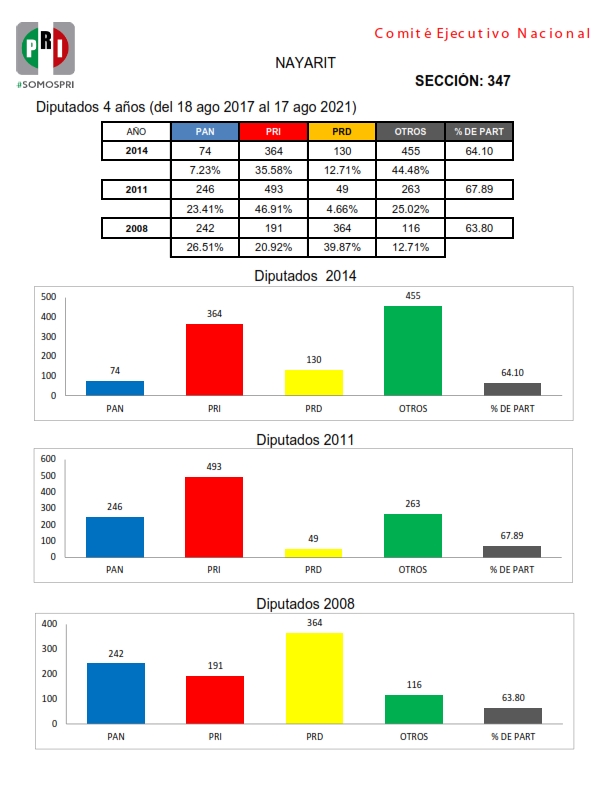 Comité Ejecutivo Nacional
PRI
#SOMOSPRI
NAYARIT
SECCIÓN: 347
Diputados 4 años (del 18 ago 2017 al 17 ago 2021)
AÑO PAN PRI PRD OTROS % DE PART
2014 74 364 130 455 64.10
7.23% 35.58% 12.71% 44.48%
2011 246 493 49 263 67.89
23.41% 46.91% 4.66% 25.02%
2008 242 191 364 116 63.80
26.51% 20.92% 39.87% 12.71%
Diputados 2014
500
400
300
200
100
0
74 364 130 455 64.10
PAN PRI PRD OTROS % DE PART
Diputados 2011
600
500
400
300
200
100
0
246 493 49 263 67.89
PAN PRI PRD OTROS % DE PART
Diputados 2008
400
300
200
100
0
242 191 364 116 63.80
PAN PRI PRD OTROS % DE PART